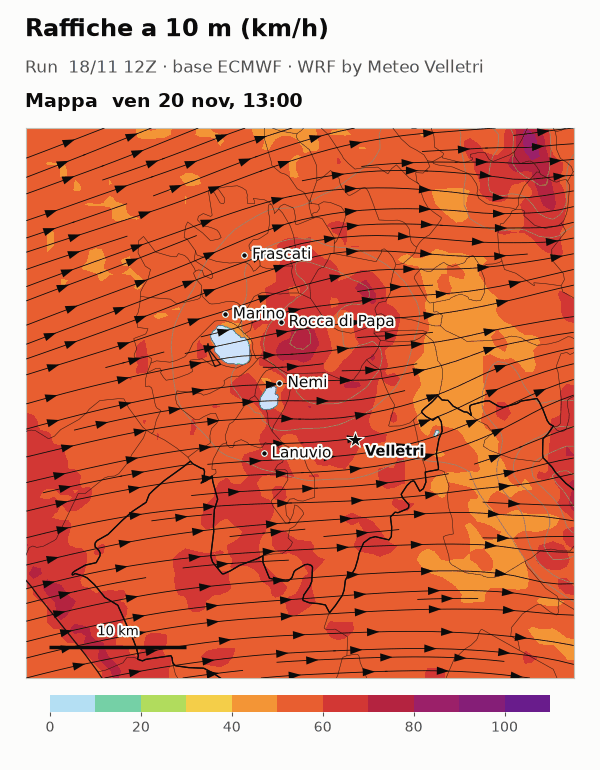 Raffiche a 10 m (km/h)
Run  18/11 12Z · base ECMWF · WRF by Meteo Velletri
Mappa  ven 20 nov, 13:00
Frascati
Marino
Rocca di Papa
Nemi
Velletri
Lanuvio
10 km
0 20 40 60 80 100